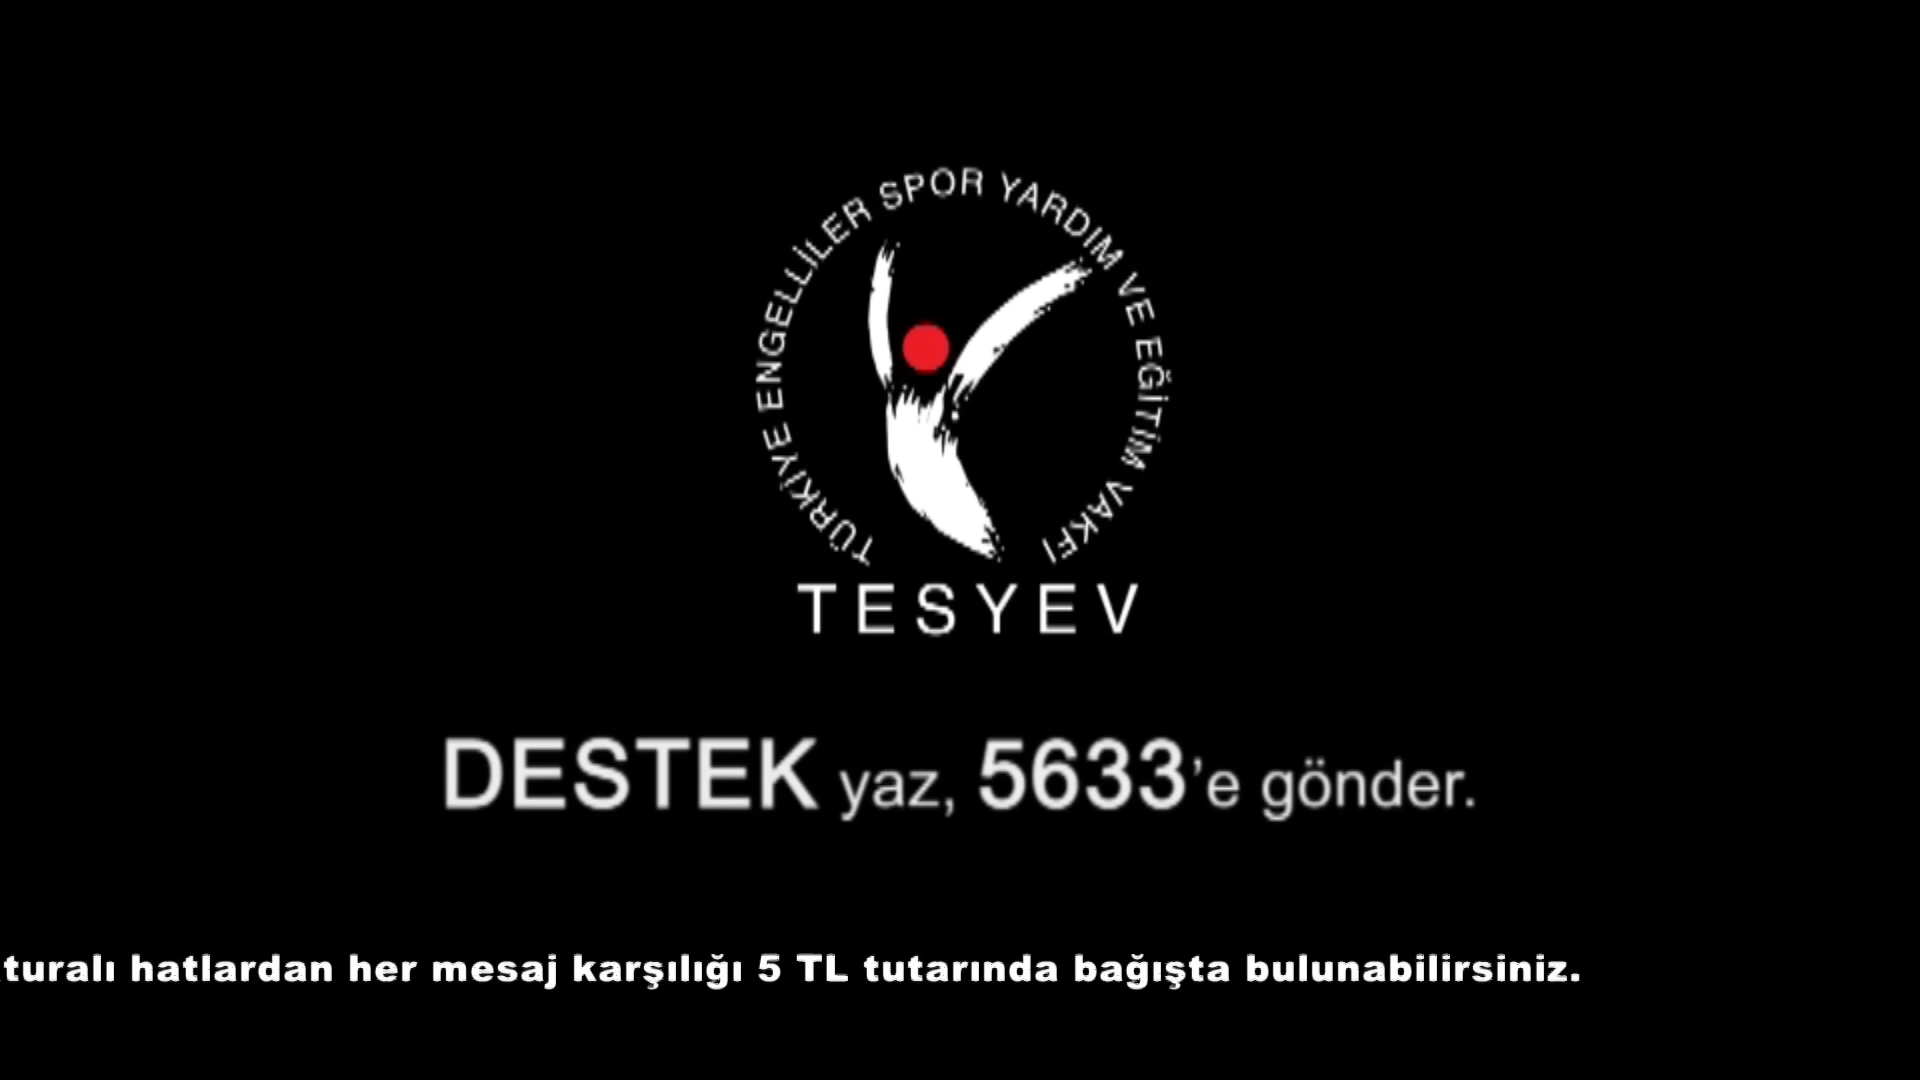 TÜRKİYE ENGELLİLER SPOR YARDIM VE EĞİTİM VAKFI
TESYEV
DESTEK yaz, 5633'e gönder.
turalı hatlardan her mesaj karşılığı 5 TL tutarında bağışta bulunabilirsiniz.